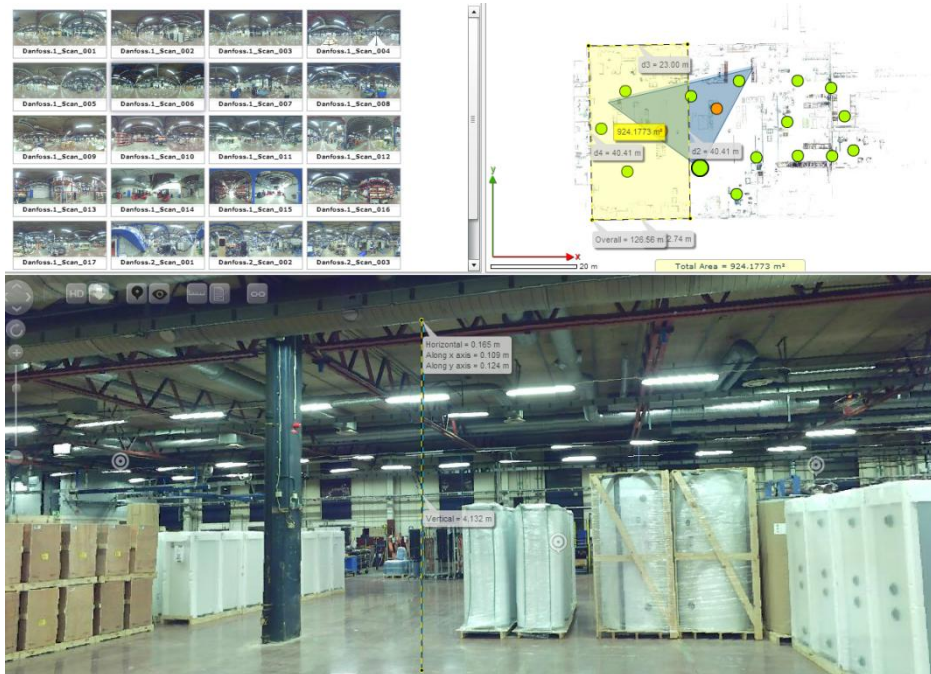 Danfoss.1_Scan_001 Danfoss.1_Scan_002 Danfoss.1_Scan_003 Danfoss.1_Scan_004
Danfoss.1_Scan_005 Danfoss.1_Scan_006 Danfoss.1_Scan_007 Danfoss.1_Scan_008
Danfoss.1_Scan_009 Danfoss.1_Scan_010 Danfoss.1_Scan_011 Danfoss.1_Scan_012
Danfoss.1_Scan_013 Danfoss.1_Scan_014 Danfoss.1_Scan_015 Danfoss.1_Scan_016
Danfoss.1_Scan_017 Danfoss.2_Scan_001 Danfoss.2_Scan_002 Danfoss.2_Scan_003
d3 = 23.00 m
924.1773 m²
d4 = 40.41 m
d2 = 40.41 m
y
Overall = 126.56 m
2.74 m
x
20 m
Total Area = 924.1773 m²
HD
Horizontal = 0.165 m
Along x axis = 0.109 m
Along y axis = 0.124 m
Vertical = 4.132 m